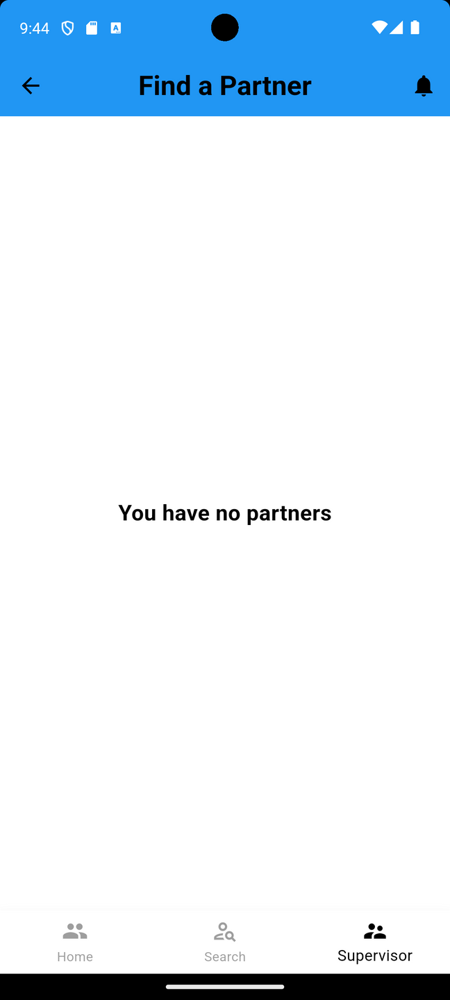 9:44
Find a Partner
You have no partners
Home
Search
Supervisor